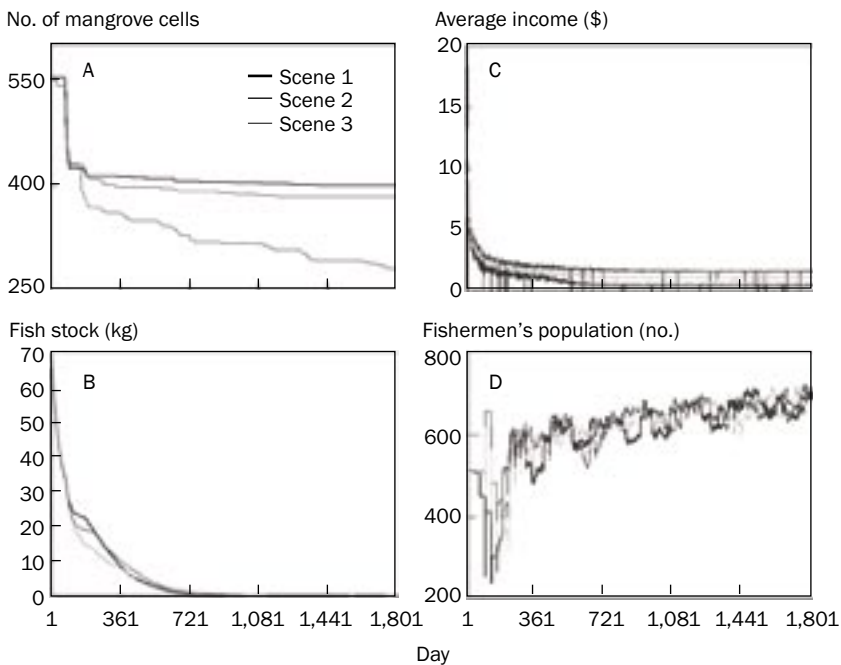 No. of mangrove cells
A
550
400
250
Scene 1
Scene 2
Scene 3
Average income ($)
C
20
15
10
5
0
Fish stock (kg)
B
70
60
50
40
30
20
10
0
1 361 721 1,081 1,441 1,801
Fishermen's population (no.)
D
800
600
400
200
1 361 721 1,081 1,441 1,801
Day